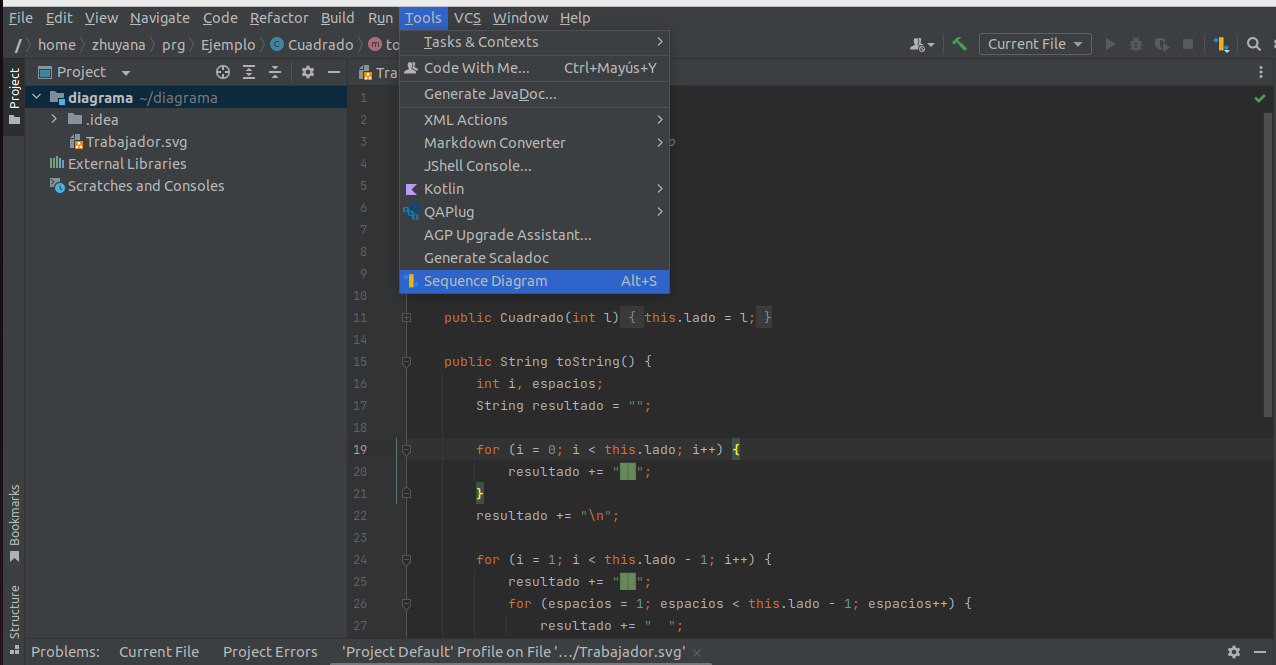 File Edit View Navigate Code Refactor Build Run Tools VCS Window Help
/ home zhuyana prg Ejemplo Cuadrado to Current File
Project
Project
diagrama ~/diagrama
.idea
Trabajador.svg
External Libraries
Scratches and Consoles
Bookmarks
Structure
Tasks & Contexts
Code With Me... Ctrl+Mayús+Y
Generate JavaDoc...
XML Actions
Markdown Converter
JShell Console...
Kotlin
QAPlug
AGP Upgrade Assistant...
Generate Scaladoc
Sequence Diagram Alt+S
Tra
1
2
3 o
4
5
6
7
8
9
10
11 public Cuadrado(int l) { this.lado = l; }
14
15 public String toString() {
16 int i, espacios;
17 String resultado = "";
18
19 for (i = 0; i < this.lado; i++) {
20 resultado += "██";
21 }
22 resultado += "\n";
23
24 for (i = 1; i < this.lado - 1; i++) {
25 resultado += "██";
26 for (espacios = 1; espacios < this.lado - 1; espacios++) {
27 resultado += "  ";
Problems: Current File Project Errors 'Project Default' Profile on File '.../Trabajador.svg' ×